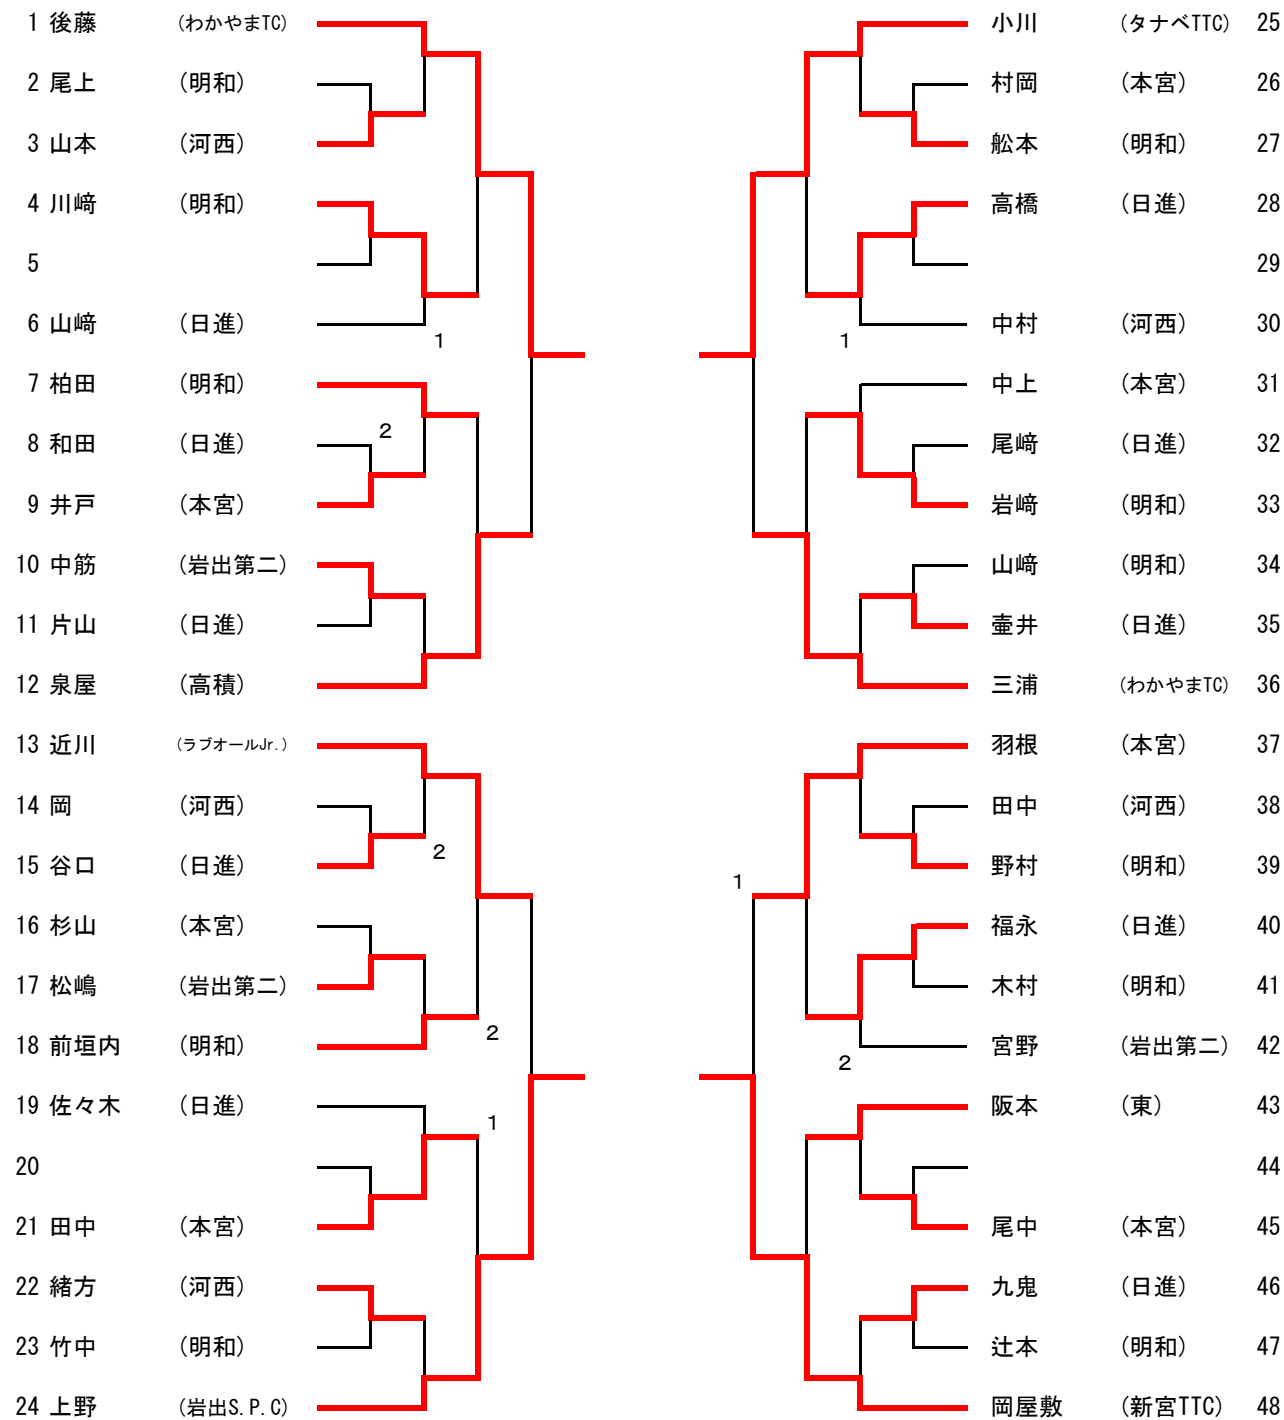 1 後藤 (わかやまTC)
2 尾上 (明和)
3 山本 (河西)
4 川﨑 (明和)
5
6 山﨑 (日進)
1
7 柏田 (明和)
2
8 和田 (日進)
9 井戸 (本宮)
10 中筋 (岩出第二)
11 片山 (日進)
12 泉屋 (高積)
13 近川 (ラブオールJr.)
14 岡 (河西)
2
15 谷口 (日進)
16 杉山 (本宮)
17 松嶋 (岩出第二)
2
18 前垣内 (明和)
19 佐々木 (日進)
1
20
21 田中 (本宮)
22 緒方 (河西)
23 竹中 (明和)
24 上野 (岩出S.P.C)
小川 (タナベTTC) 25
村岡 (本宮) 26
舩本 (明和) 27
高橋 (日進) 28
29
中村 (河西) 30
1
中上 (本宮) 31
尾﨑 (日進) 32
岩﨑 (明和) 33
山﨑 (明和) 34
壷井 (日進) 35
三浦 (わかやまTC) 36
羽根 (本宮) 37
田中 (河西) 38
野村 (明和) 39
1
福永 (日進) 40
木村 (明和) 41
宮野 (岩出第二) 42
2
阪本 (東) 43
44
尾中 (本宮) 45
九鬼 (日進) 46
辻本 (明和) 47
岡屋敷 (新宮TTC) 48